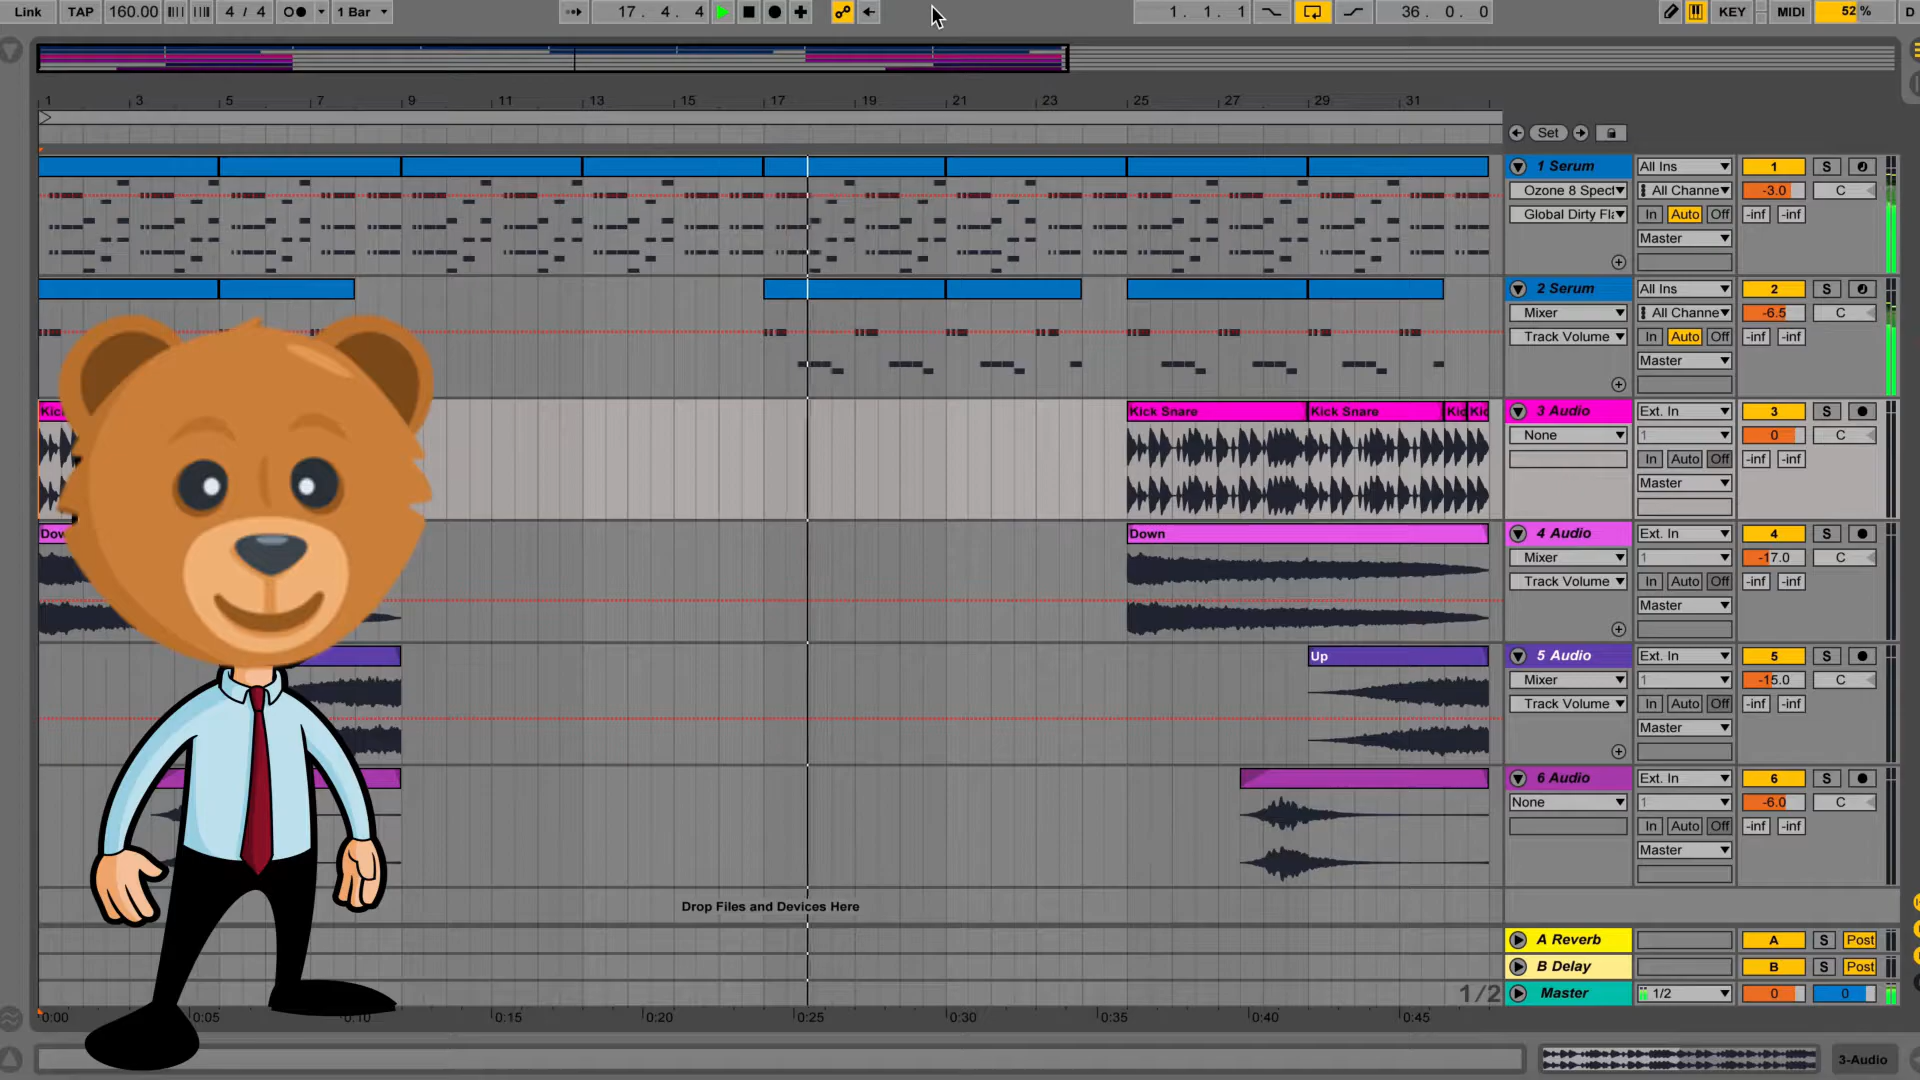 Link TAP 160.00 4 / 4 1 Bar 17. 4. 4 1. 1. 1 36. 0. 0 KEY MIDI 52 % D
1 3 5 7 9 11 13 15 17 19 21 23 25 27 29 31
Set
1 Serum All Ins 1 S
Ozone 8 Spect All Channe -3.0 C
Global Dirty Fla In Auto Off -inf -inf
Master
2 Serum All Ins 2 S
Mixer All Channe -6.5 C
Track Volume In Auto Off -inf -inf
Master
Kick Snare Kick Snare Kic Kic 3 Audio Ext. In 3 S
None 1 0 C
In Auto Off -inf -inf
Master
Down 4 Audio Ext. In 4 S
Mixer 1 -17.0 C
Track Volume In Auto Off -inf -inf
Master
Up 5 Audio Ext. In 5 S
Mixer 1 -15.0 C
Track Volume In Auto Off -inf -inf
Master
6 Audio Ext. In 6 S
None 1 -6.0 C
In Auto Off -inf -inf
Master
Drop Files and Devices Here
A Reverb A S Post
B Delay B S Post
1/2 Master 1/2 0 0
0:00 0:05 0:10 0:15 0:20 0:25 0:30 0:35 0:40 0:45
3-Audio